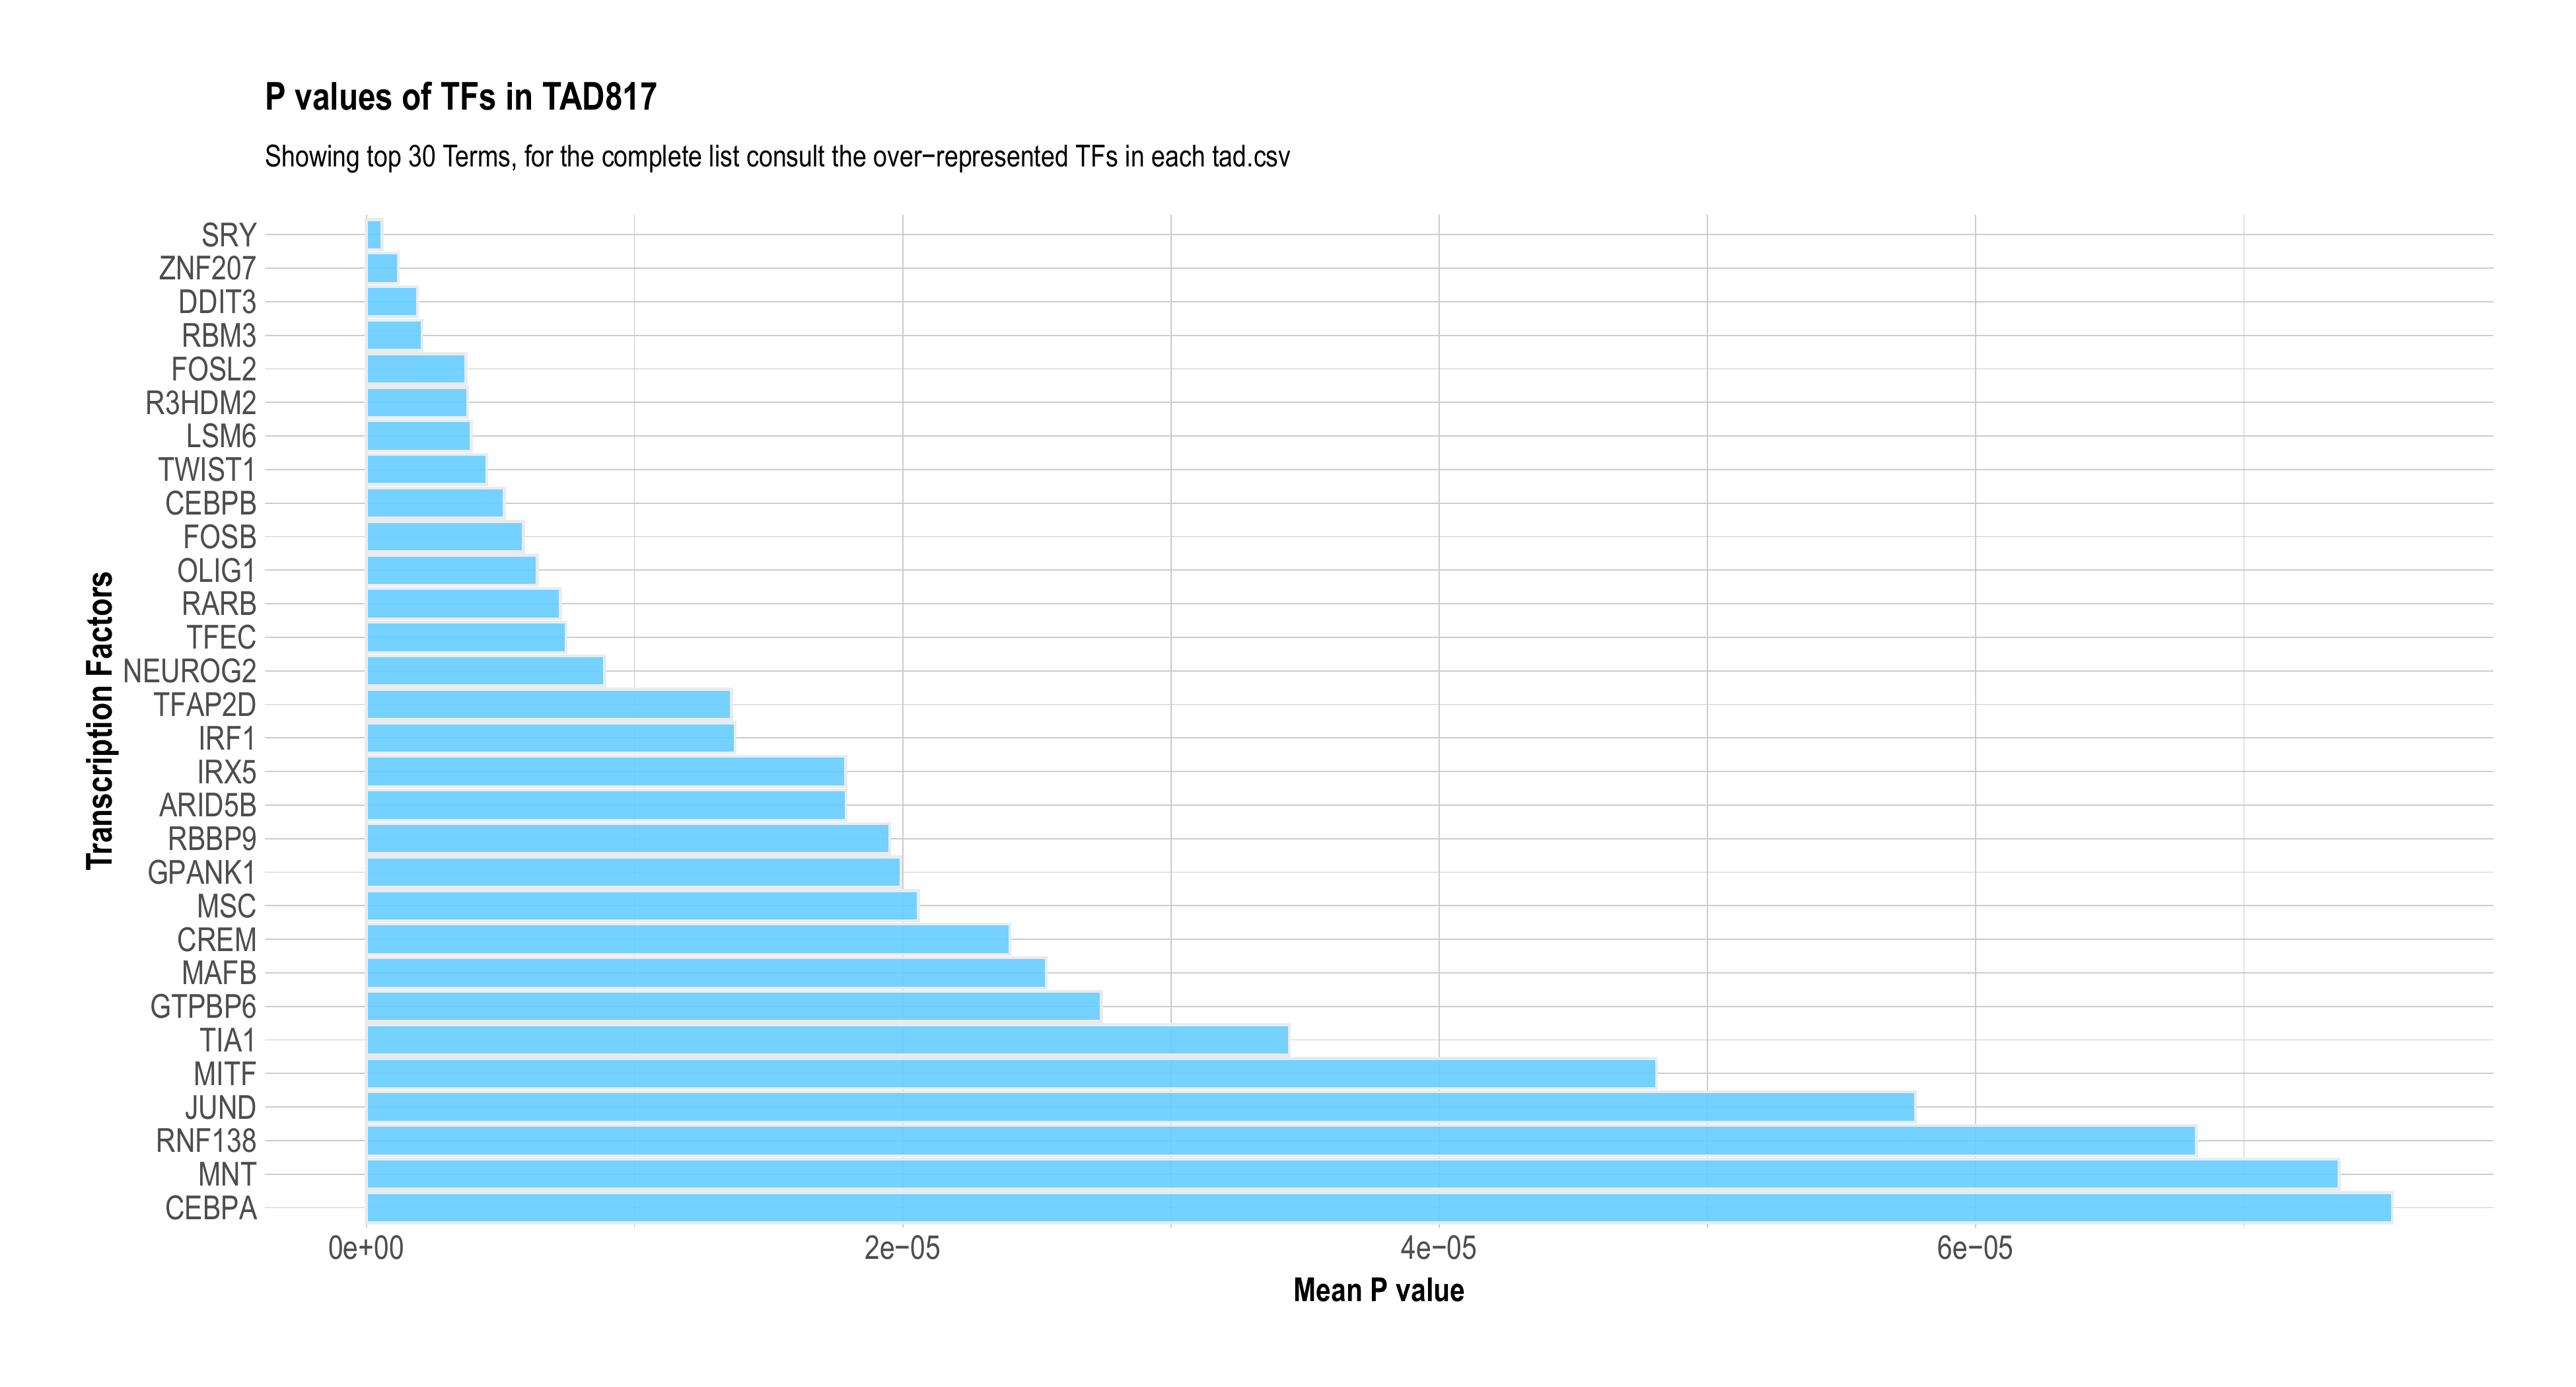 P values of TFs in TAD817
Showing top 30 Terms, for the complete list consult the over−represented TFs in each tad.csv
Transcription Factors
SRY
ZNF207
DDIT3
RBM3
FOSL2
R3HDM2
LSM6
TWIST1
CEBPB
FOSB
OLIG1
RARB
TFEC
NEUROG2
TFAP2D
IRF1
IRX5
ARID5B
RBBP9
GPANK1
MSC
CREM
MAFB
GTPBP6
TIA1
MITF
JUND
RNF138
MNT
CEBPA
0e+00 2e−05 4e−05 6e−05
Mean P value